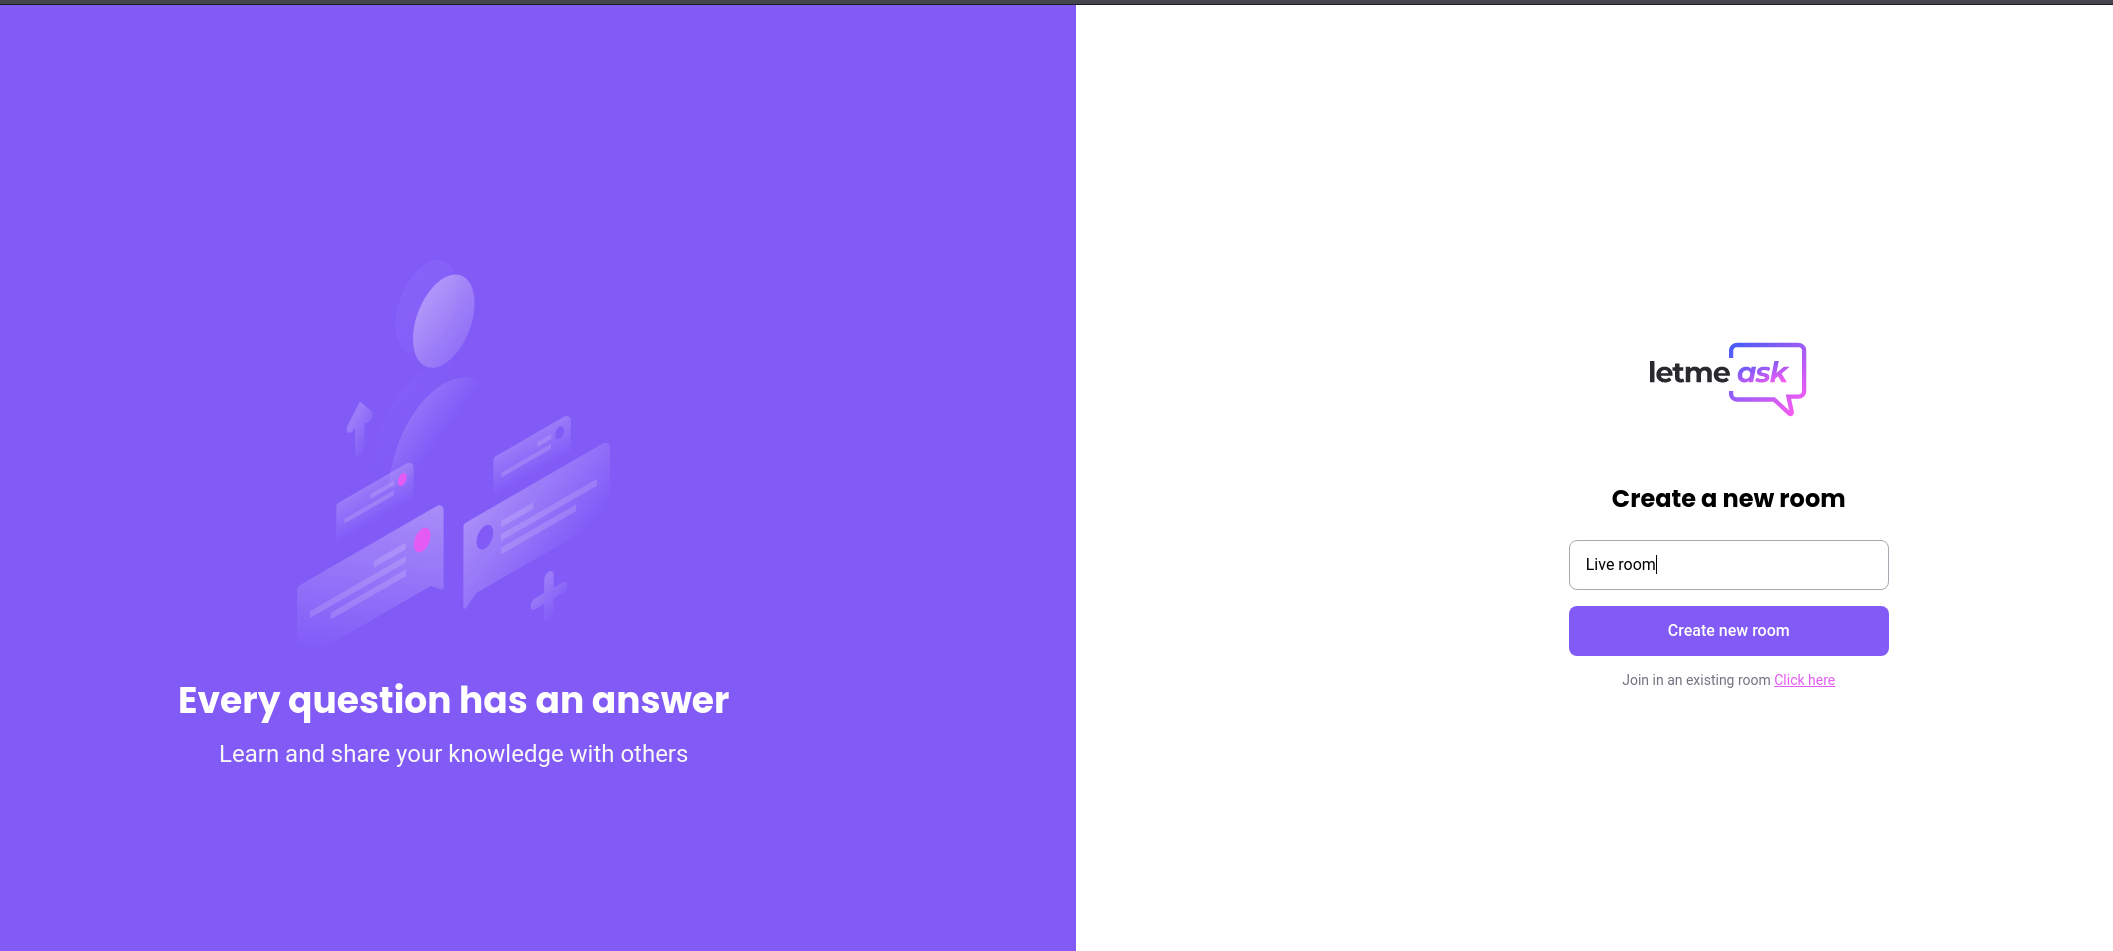 Every question has an answer
Learn and share your knowledge with others
letme ask
Create a new room
Live room
Create new room
Join in an existing room Click here